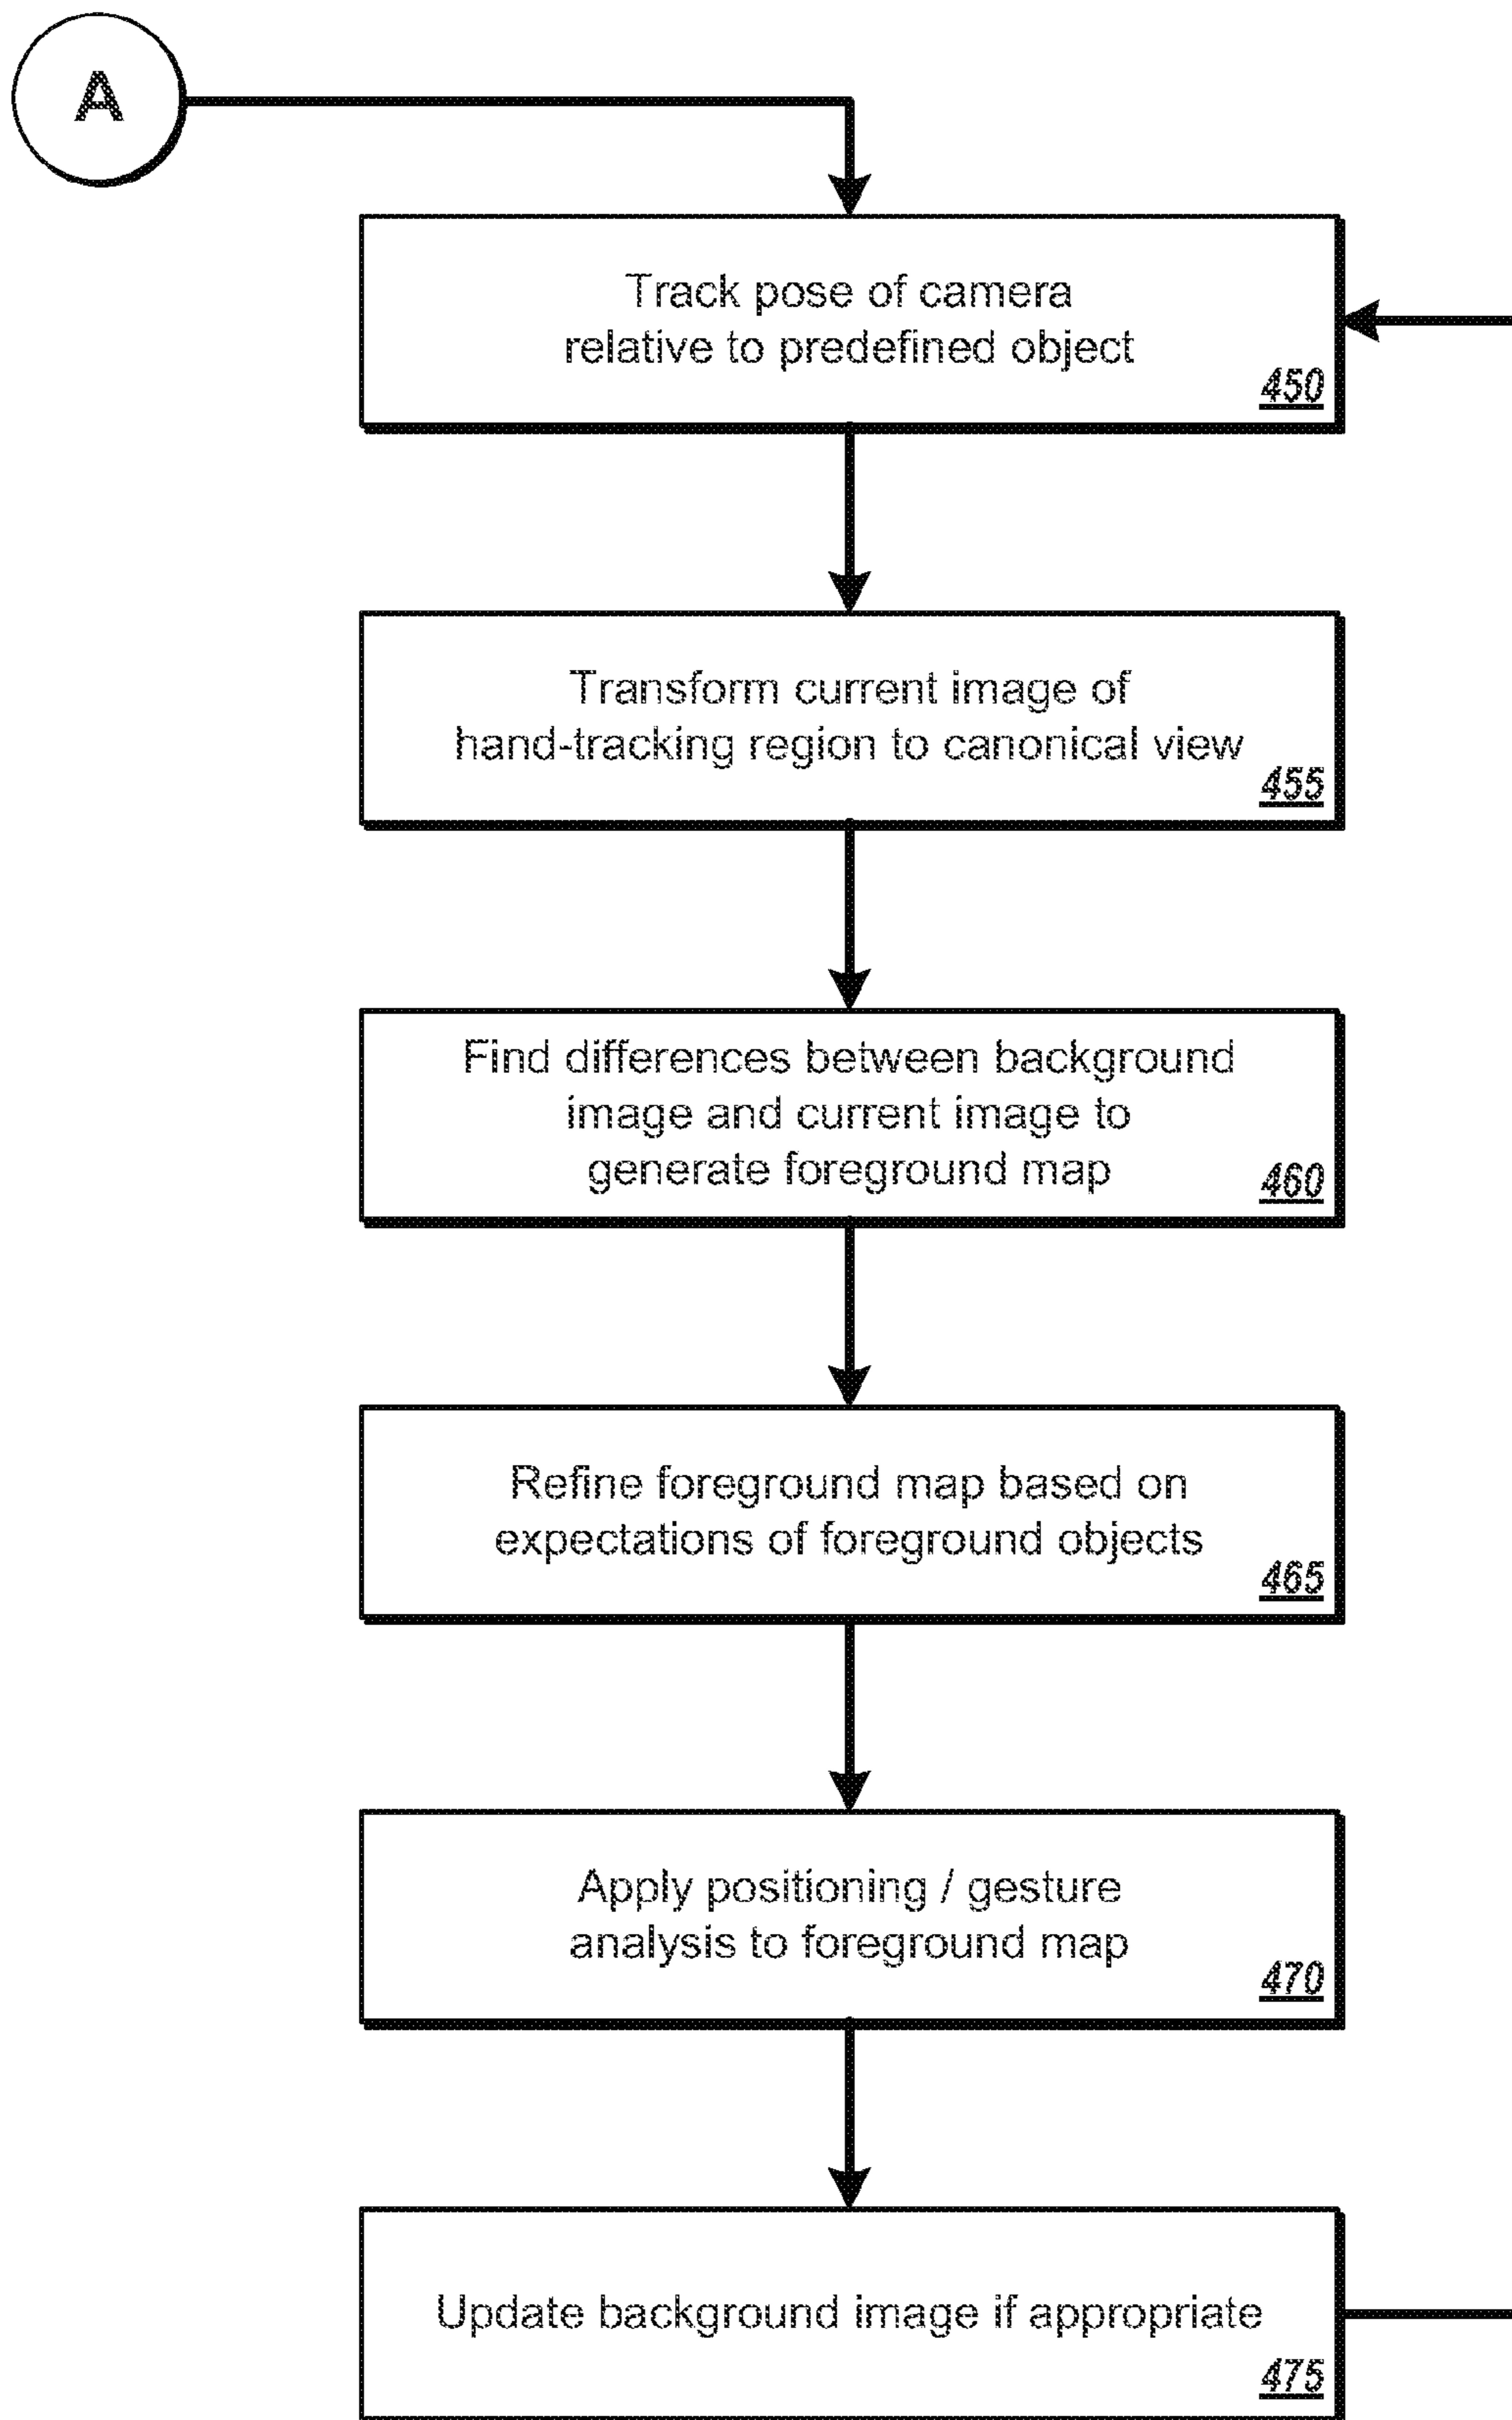 A
Track pose of camera
relative to predefined object
450
Transform current image of
hand-tracking region to canonical view
455
Find differences between background
image and current image to
generate foreground map
460
Refine foreground map based on
expectations of foreground objects
465
Apply positioning / gesture
analysis to foreground map
470
Update background image if appropriate
475